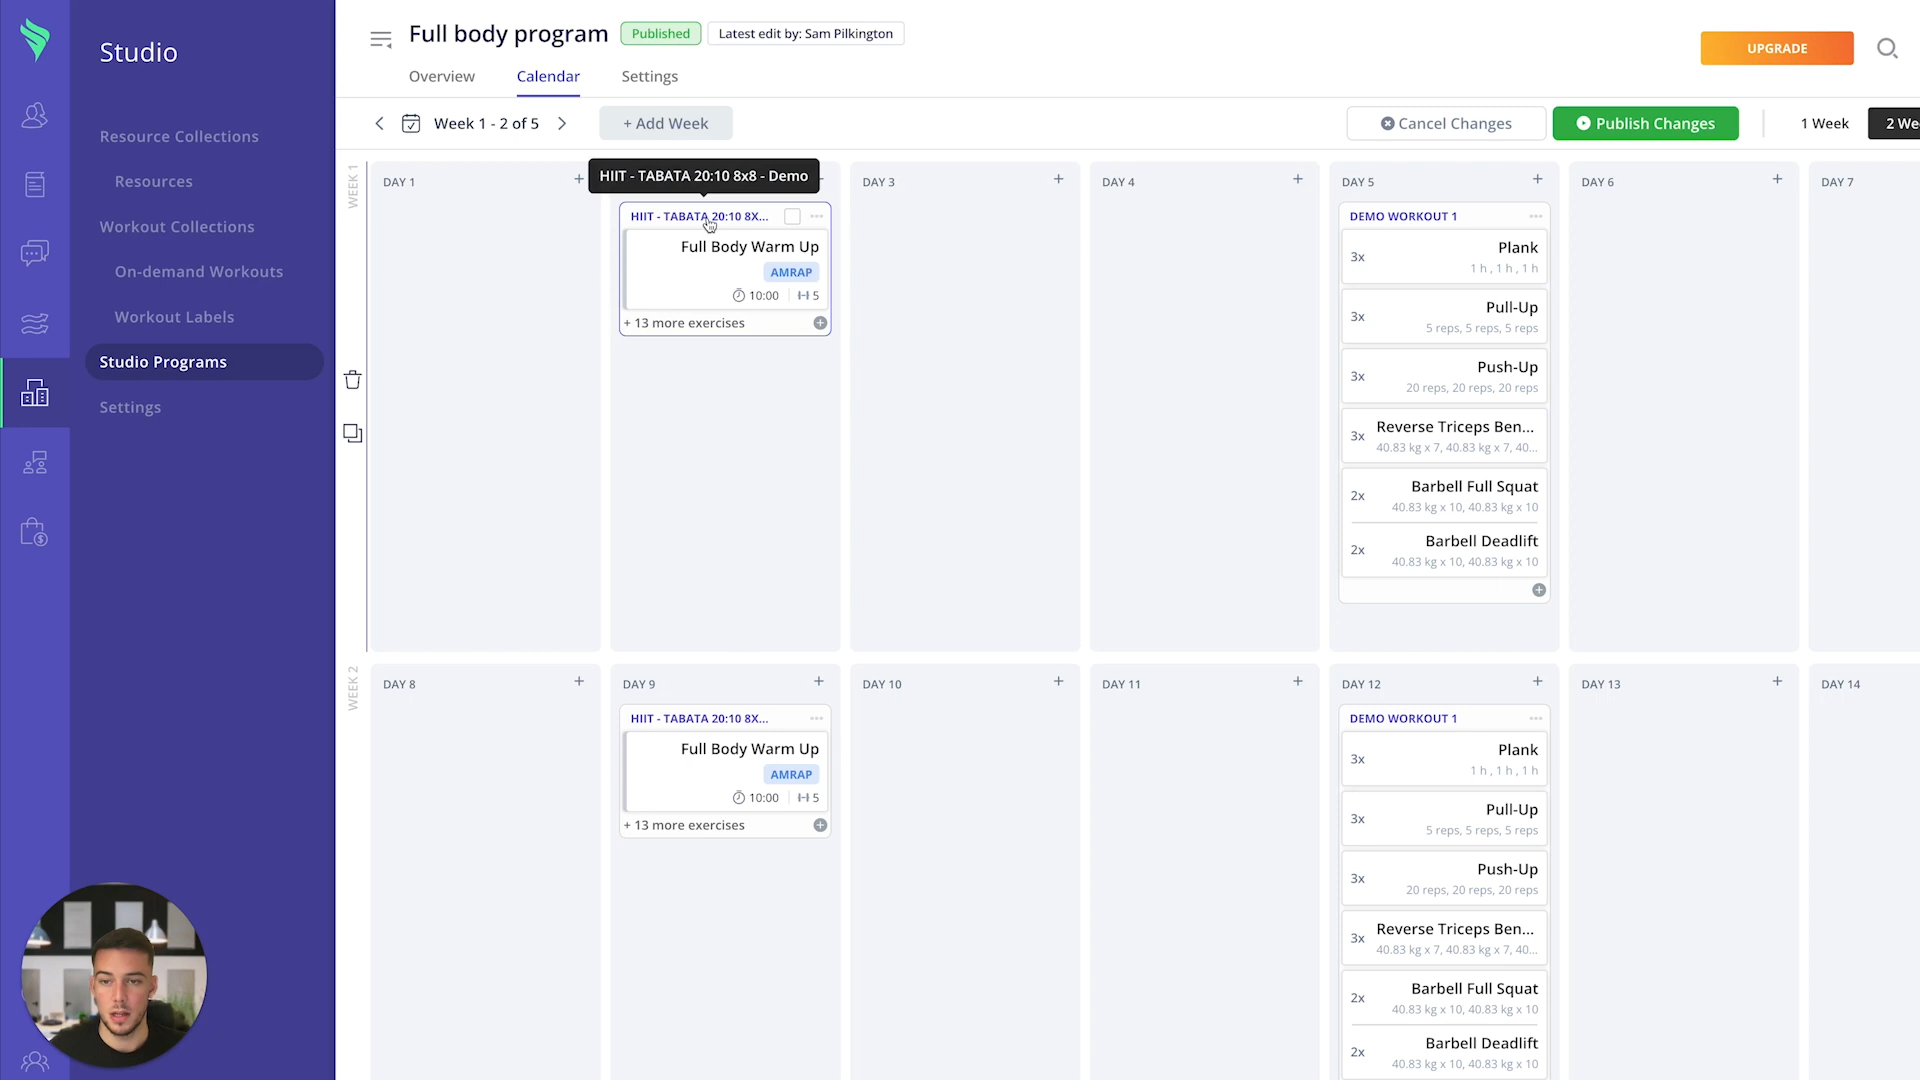 Studio
Resource Collections
Resources
Workout Collections
On-demand Workouts
Workout Labels
Studio Programs
Settings
Full body program
Published
Latest edit by: Sam Pilkington
UPGRADE
Overview
Calendar
Settings
Week 1 - 2 of 5
+ Add Week
Cancel Changes
Publish Changes
1 Week
2 We
HIIT - TABATA 20:10 8x8 - Demo
WEEK 1
DAY 1
DAY 3
DAY 4
DAY 5
DAY 6
DAY 7
HIIT - TABATA 20:10 8X...
Full Body Warm Up
AMRAP
10:00
5
+ 13 more exercises
DEMO WORKOUT 1
3x
Plank
1 h , 1 h , 1 h
3x
Pull-Up
5 reps, 5 reps, 5 reps
3x
Push-Up
20 reps, 20 reps, 20 reps
3x
Reverse Triceps Ben...
40.83 kg x 7, 40.83 kg x 7, 40...
2x
Barbell Full Squat
40.83 kg x 10, 40.83 kg x 10
2x
Barbell Deadlift
40.83 kg x 10, 40.83 kg x 10
WEEK 2
DAY 8
DAY 9
DAY 10
DAY 11
DAY 12
DAY 13
DAY 14
HIIT - TABATA 20:10 8X...
Full Body Warm Up
AMRAP
10:00
5
+ 13 more exercises
DEMO WORKOUT 1
3x
Plank
1 h , 1 h , 1 h
3x
Pull-Up
5 reps, 5 reps, 5 reps
3x
Push-Up
20 reps, 20 reps, 20 reps
3x
Reverse Triceps Ben...
40.83 kg x 7, 40.83 kg x 7, 40...
2x
Barbell Full Squat
40.83 kg x 10, 40.83 kg x 10
2x
Barbell Deadlift
40.83 kg x 10, 40.83 kg x 10